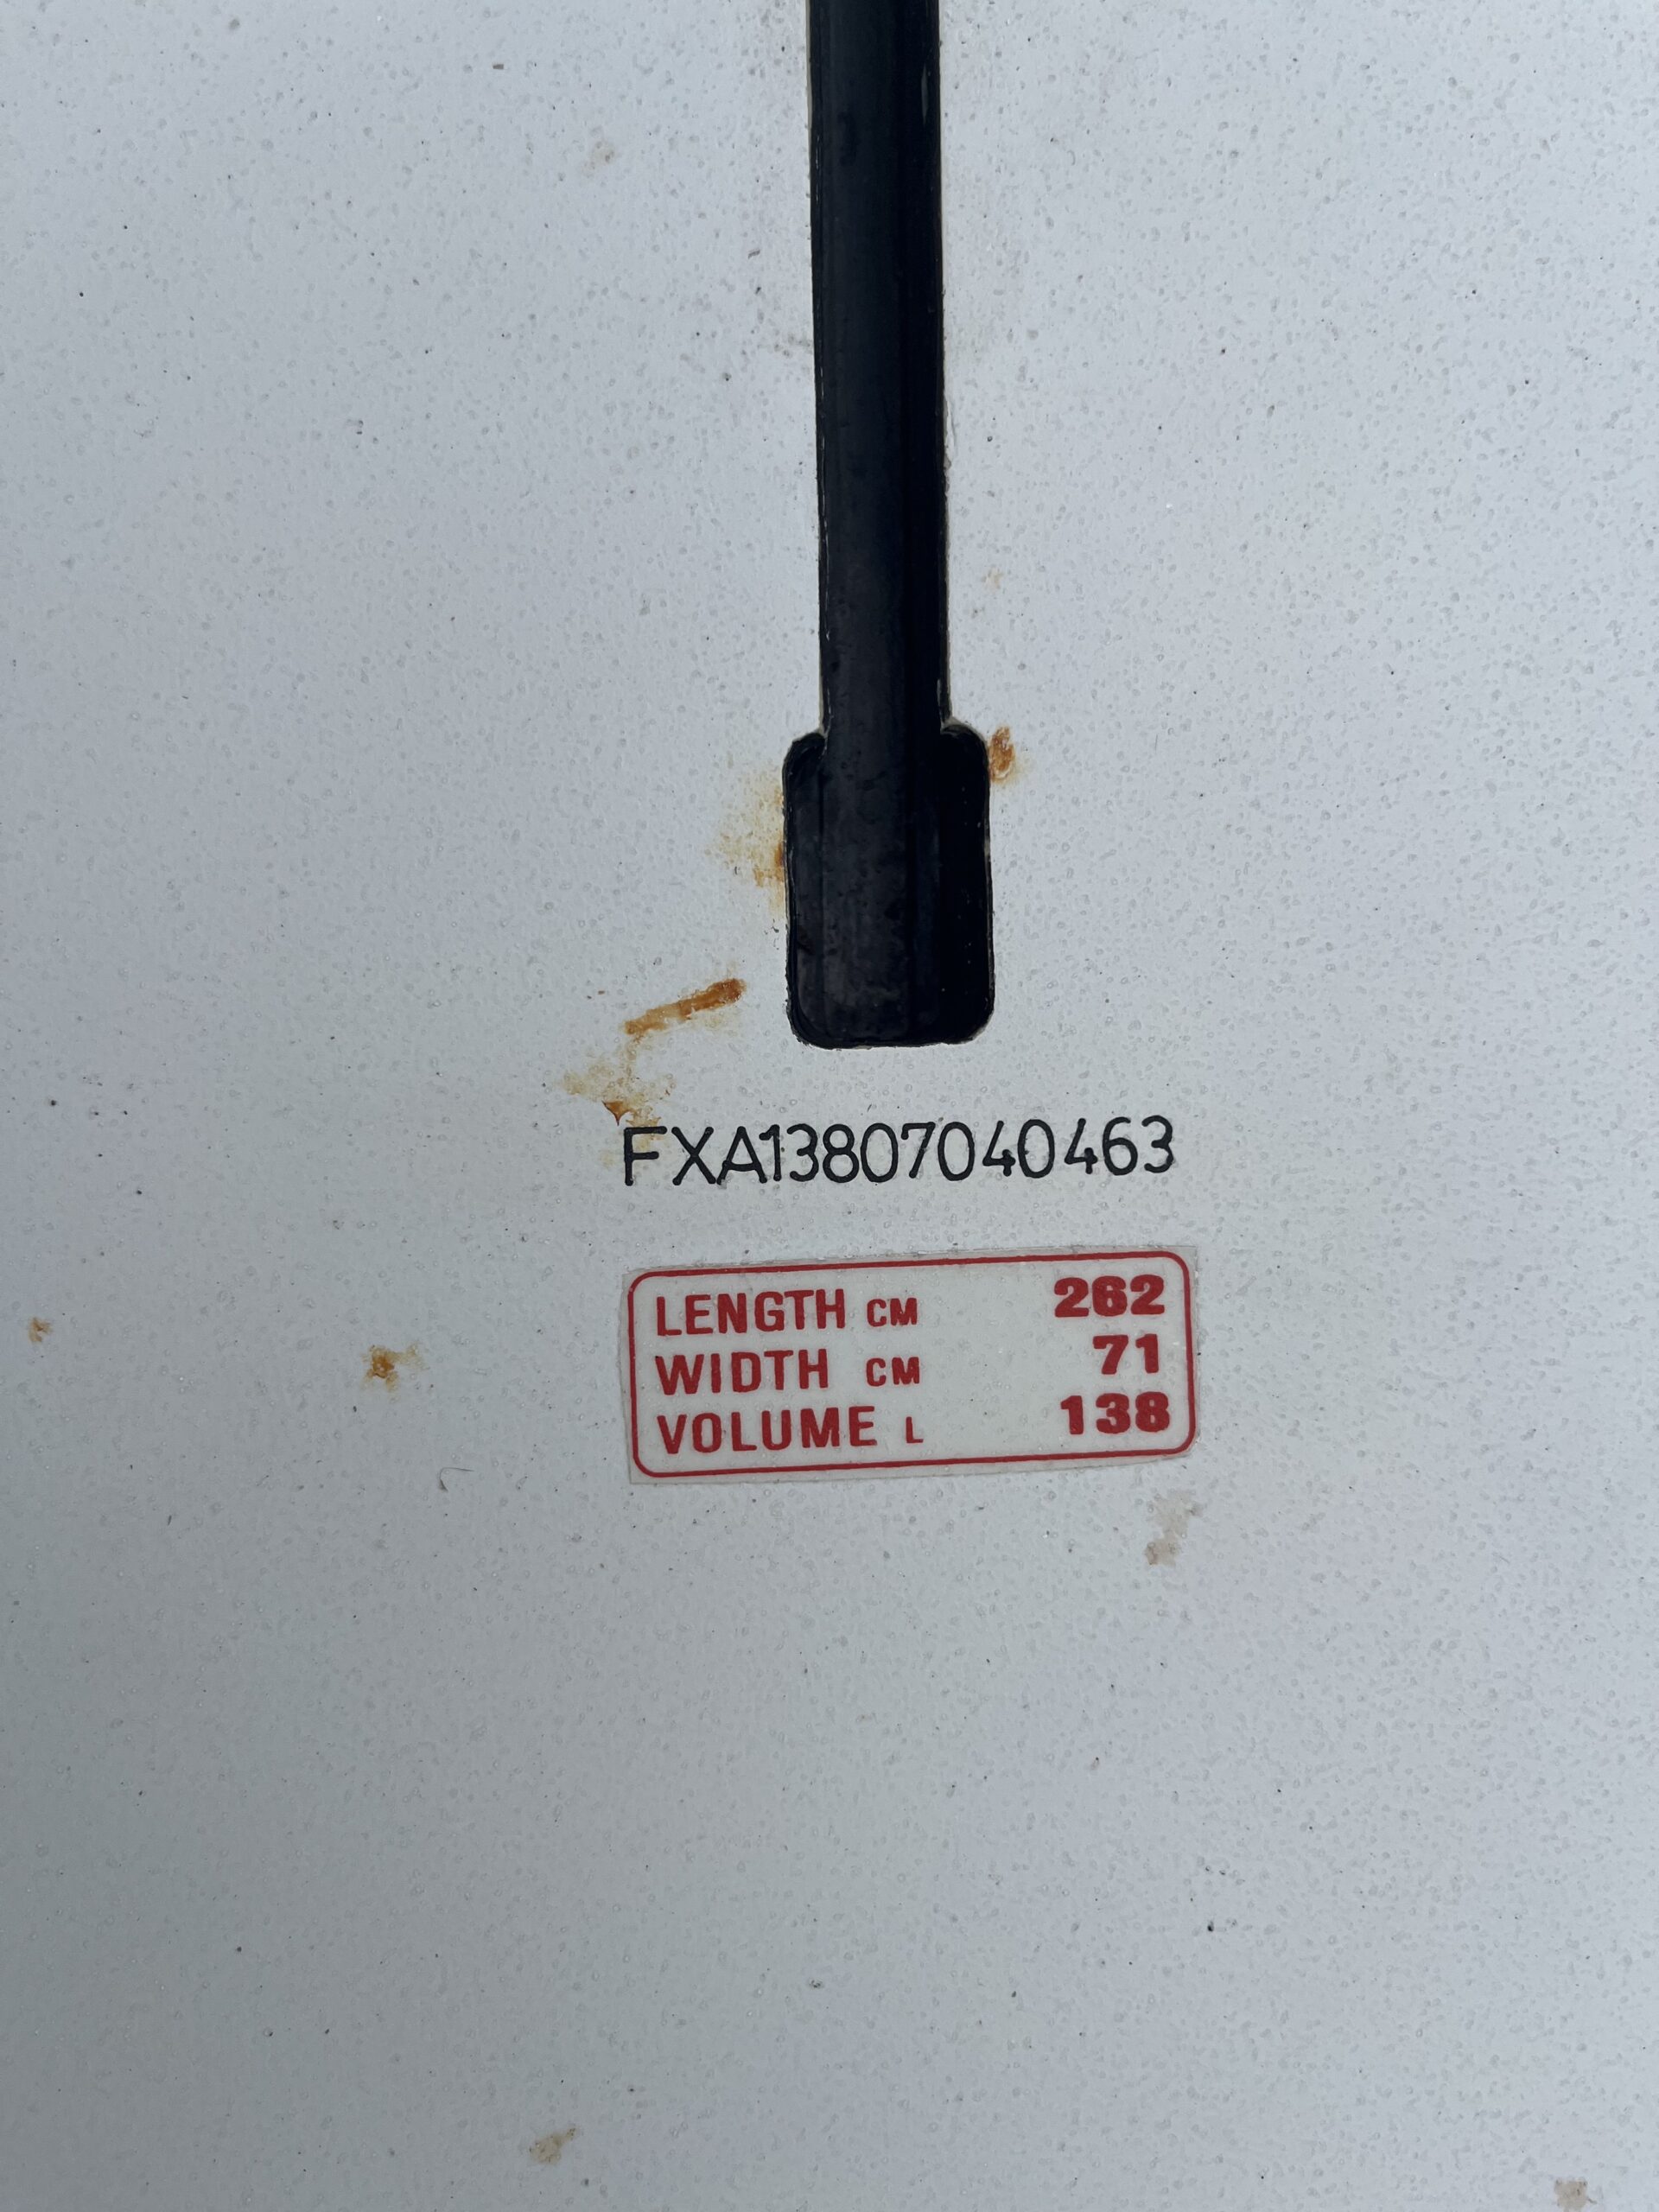 FXA13807040463
LENGTH CM 262
WIDTH CM 71
VOLUME L 138